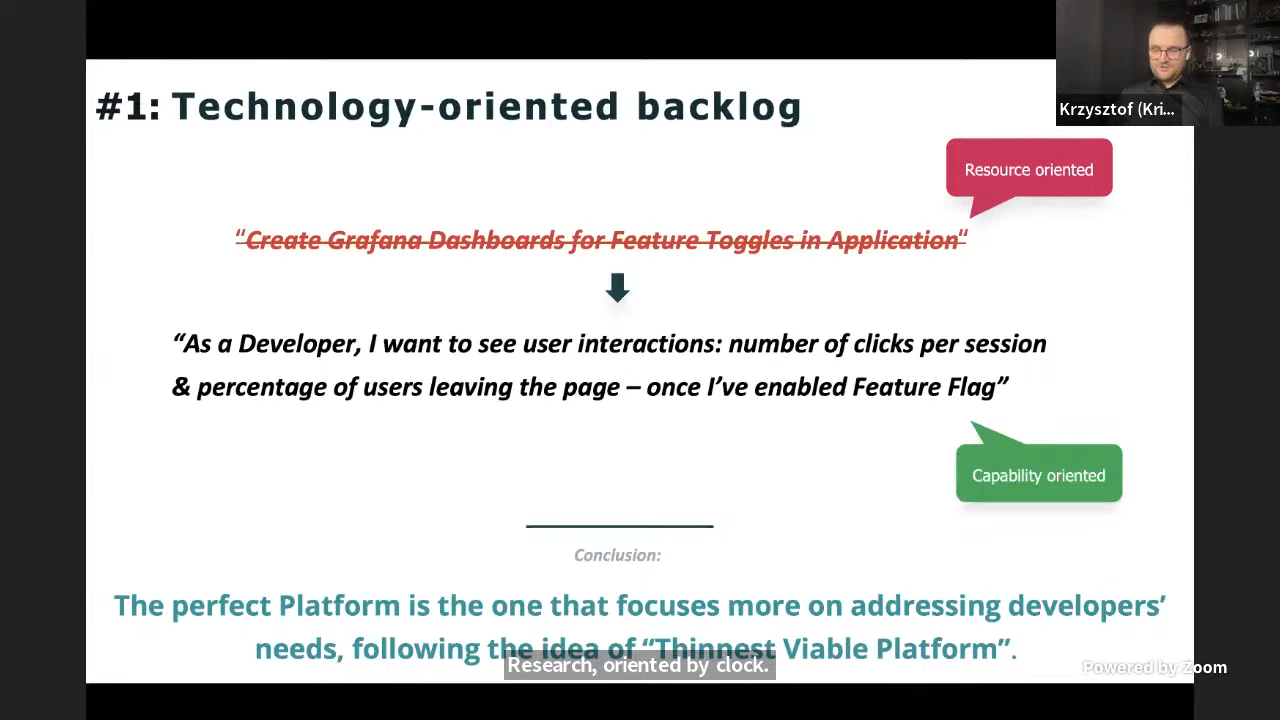 #1: Technology-oriented backlog
Krzysztof (Kri...
Resource oriented
“Create Grafana Dashboards for Feature Toggles in Application“
“As a Developer, I want to see user interactions: number of clicks per session
& percentage of users leaving the page – once I’ve enabled Feature Flag”
Capability oriented
Conclusion:
The perfect Platform is the one that focuses more on addressing developers’
needs, following the idea of “Thinnest Viable Platform”.
Research, oriented by clock.
Powered by Zoom